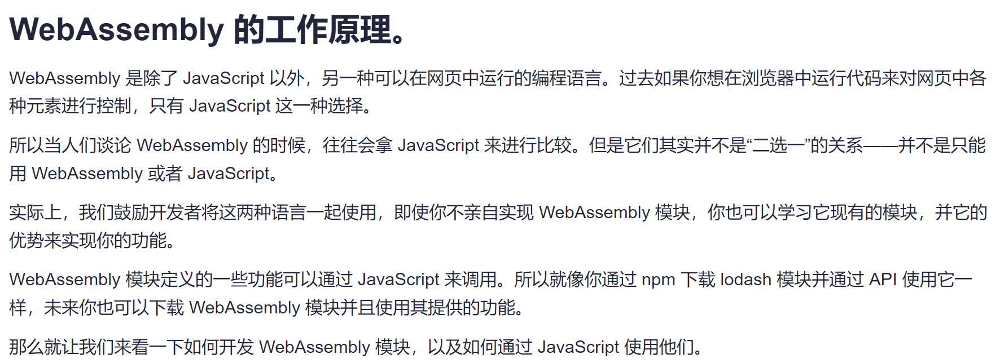 WebAssembly 的工作原理。
WebAssembly 是除了 JavaScript 以外，另一种可以在网页中运行的编程语言。过去如果你想在浏览器中运行代码来对网页中各
种元素进行控制，只有 JavaScript 这一种选择。
所以当人们谈论 WebAssembly 的时候，往往会拿 JavaScript 来进行比较。但是它们其实并不是“二选一”的关系——并不是只能
用 WebAssembly 或者 JavaScript。
实际上，我们鼓励开发者将这两种语言一起使用，即使你不亲自实现 WebAssembly 模块，你也可以学习它现有的模块，并它的
优势来实现你的功能。
WebAssembly 模块定义的一些功能可以通过 JavaScript 来调用。所以就像你通过 npm 下载 lodash 模块并通过 API 使用它一
样，未来你也可以下载 WebAssembly 模块并且使用其提供的功能。
那么就让我们来看一下如何开发 WebAssembly 模块，以及如何通过 JavaScript 使用他们。